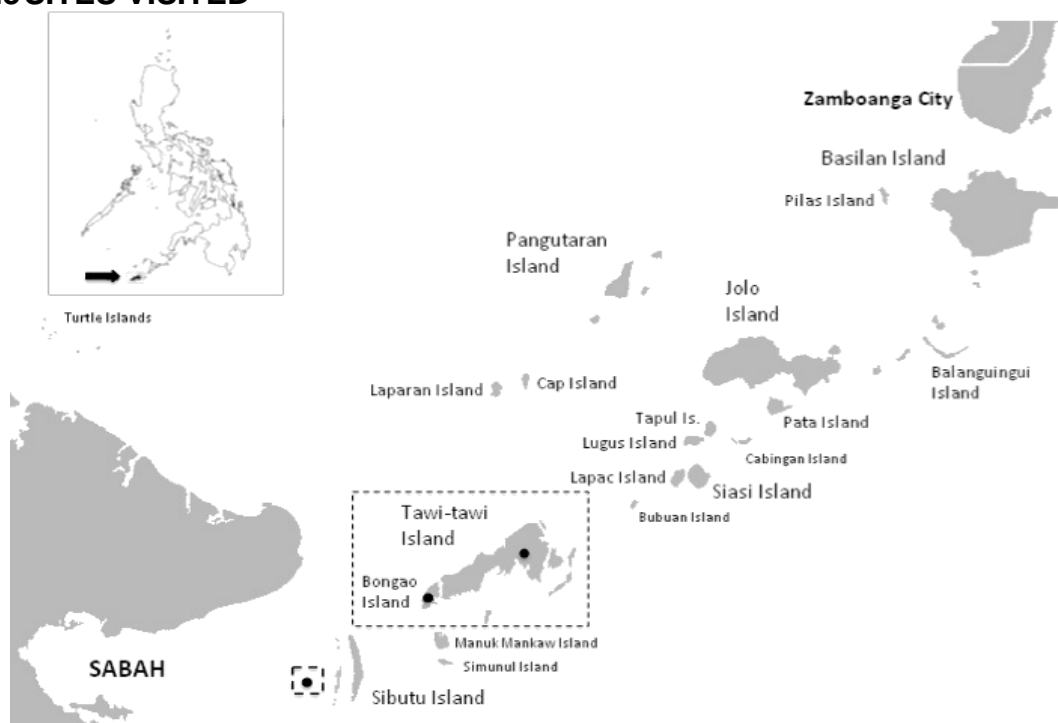 SITES VISITED
Zamboanga City
Basilan Island
Pilas Island
Pangutaran
Island
Jolo
Island
Turtle Islands
Balanguingui
Island
Laparan Island
Cap Island
Tapul Is.
Pata Island
Lugus Island
Cabingan Island
Lapac Island
Siasi Island
Bubuan Island
Tawi-tawi
Island
Bongao
Island
Manuk Mankaw Island
Simunul Island
SABAH
Sibutu Island